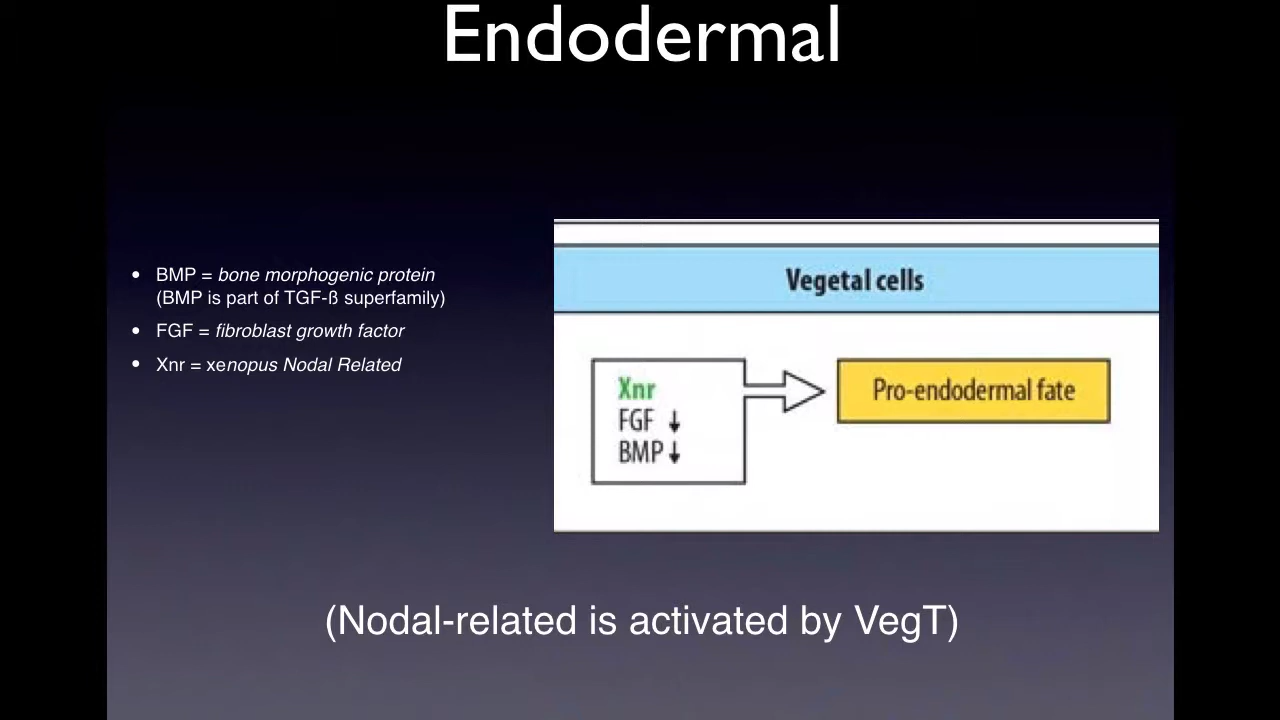 Endodermal
• BMP = bone morphogenic protein
(BMP is part of TGF-ß superfamily)
• FGF = fibroblast growth factor
• Xnr = xenopus Nodal Related
Vegetal cells
Xnr
FGF ↓
BMP ↓
Pro-endodermal fate
(Nodal-related is activated by VegT)